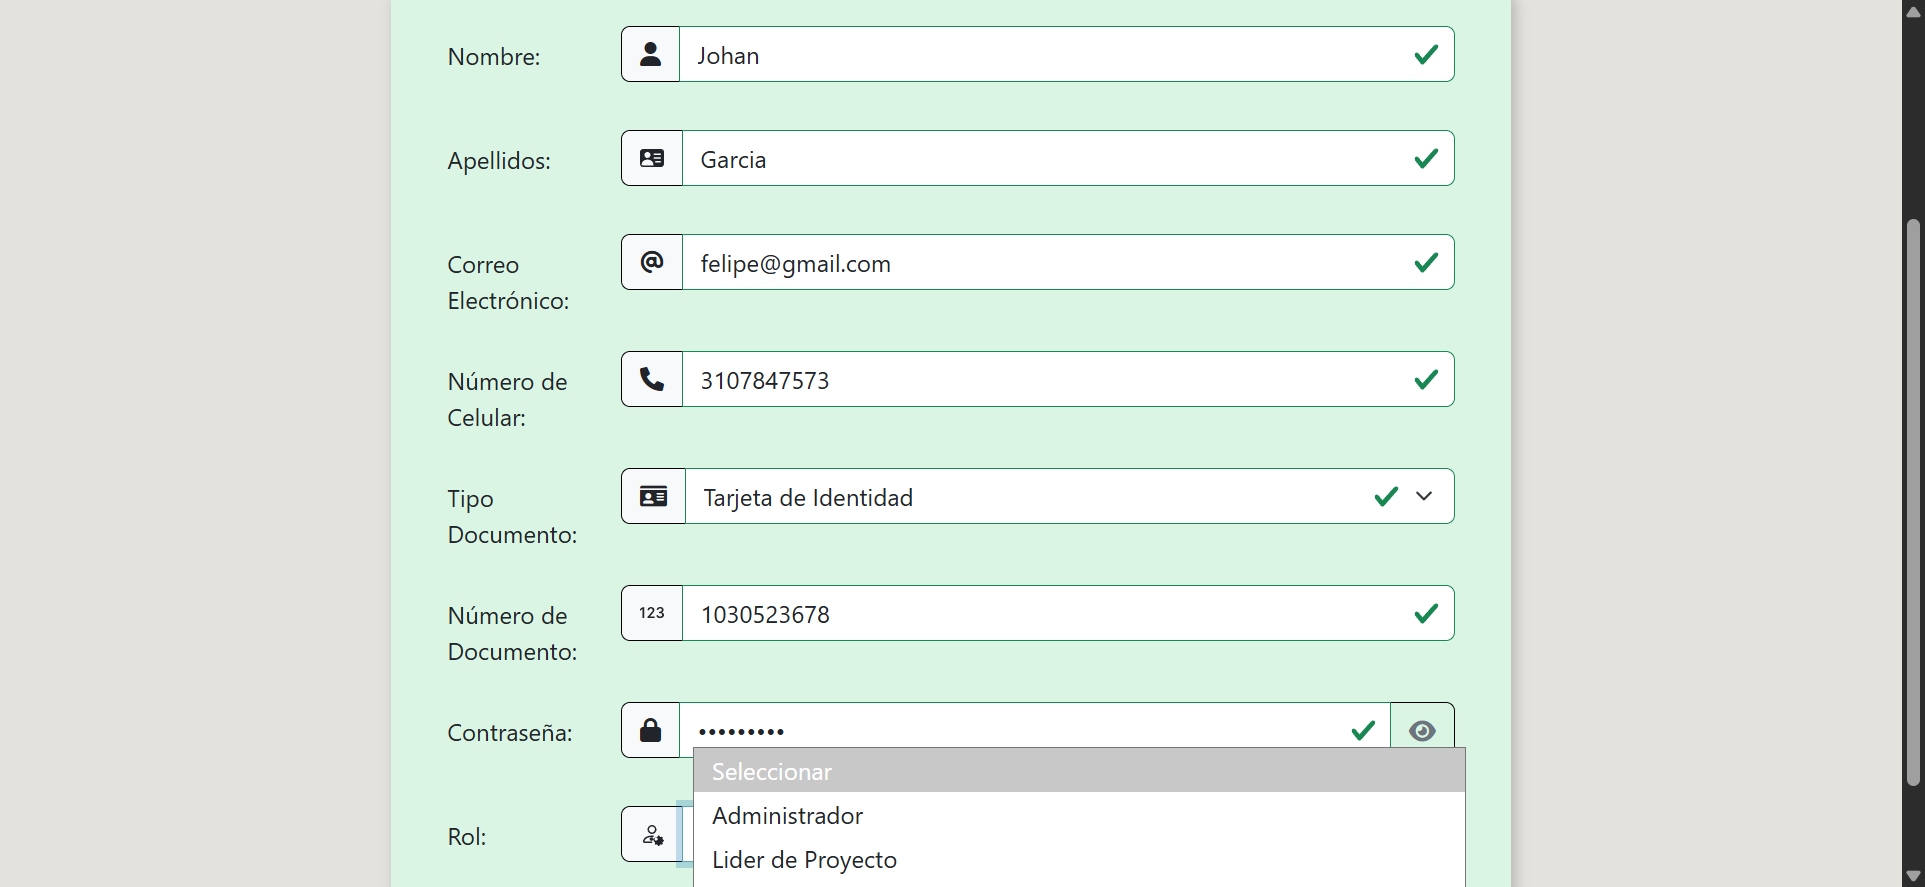 Nombre:
Johan
Apellidos:
Garcia
Correo
Electrónico:
felipe@gmail.com
Número de
Celular:
3107847573
Tipo
Documento:
Tarjeta de Identidad
Número de
Documento:
123
1030523678
Contraseña:
•••••••••
Seleccionar
Administrador
Lider de Proyecto
Rol: